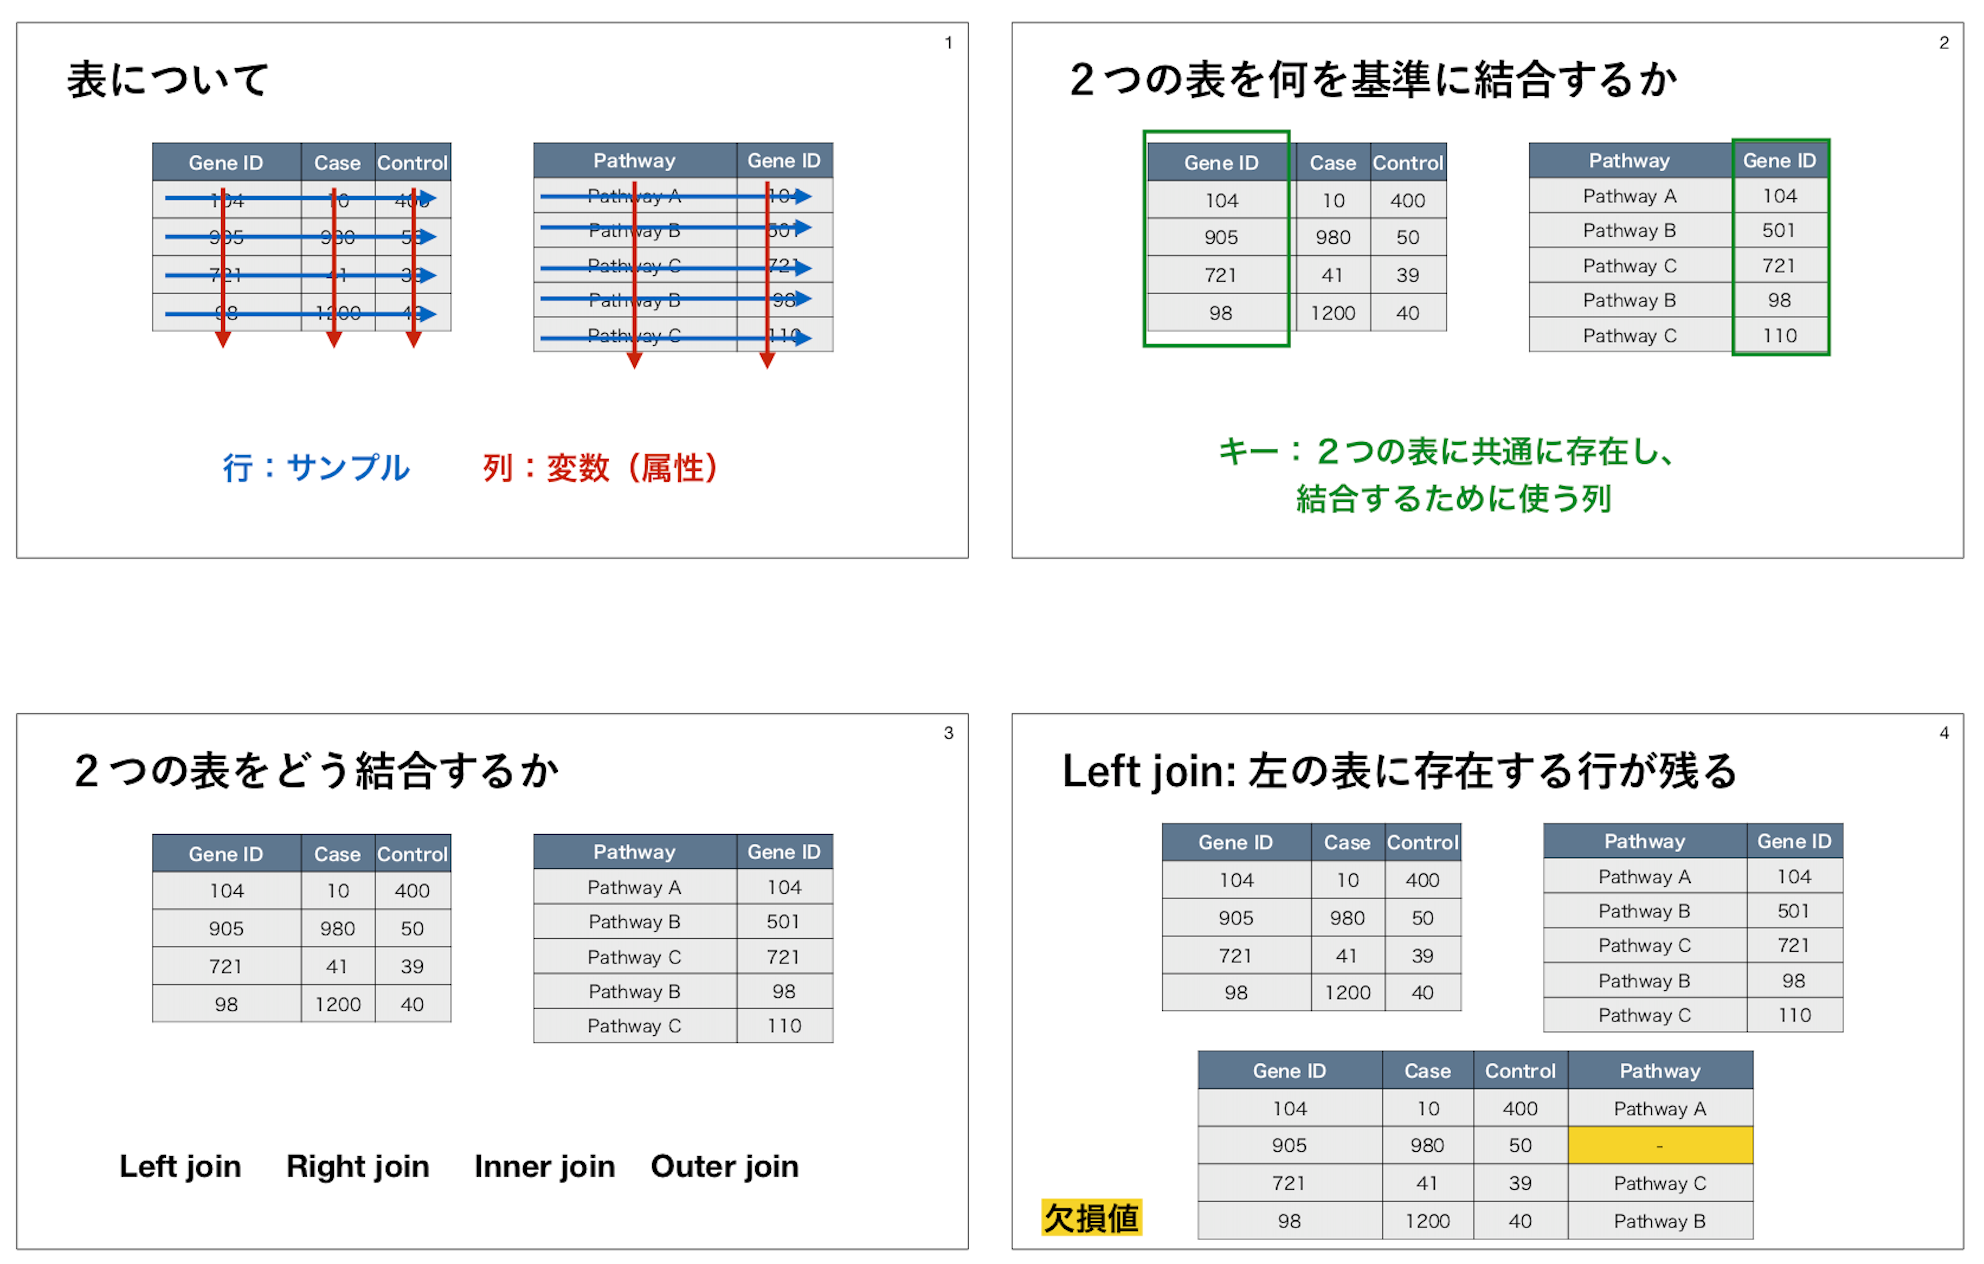 1
表について
Gene ID Case Control
104 10 400
905 980 50
721 41 39
98 1200 40
Pathway Gene ID
Pathway A 104
Pathway B 501
Pathway C 721
Pathway B 98
Pathway C 110
行：サンプル 列：変数（属性）
2
２つの表を何を基準に結合するか
Gene ID Case Control
104 10 400
905 980 50
721 41 39
98 1200 40
Pathway Gene ID
Pathway A 104
Pathway B 501
Pathway C 721
Pathway B 98
Pathway C 110
キー：２つの表に共通に存在し、
結合するために使う列
3
２つの表をどう結合するか
Gene ID Case Control
104 10 400
905 980 50
721 41 39
98 1200 40
Pathway Gene ID
Pathway A 104
Pathway B 501
Pathway C 721
Pathway B 98
Pathway C 110
Left join Right join Inner join Outer join
4
Left join: 左の表に存在する行が残る
Gene ID Case Control
104 10 400
905 980 50
721 41 39
98 1200 40
Pathway Gene ID
Pathway A 104
Pathway B 501
Pathway C 721
Pathway B 98
Pathway C 110
Gene ID Case Control Pathway
104 10 400 Pathway A
905 980 50 -
721 41 39 Pathway C
98 1200 40 Pathway B
欠損値